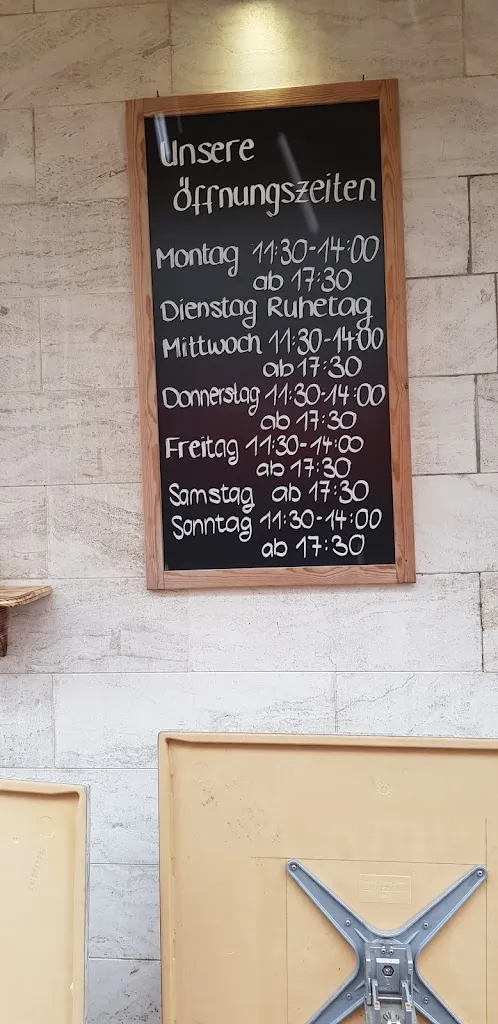 Unsere
Öffnungszeiten
Montag 11:30-14:00
ab 17:30
Dienstag Ruhetag
Mittwoch 11:30-14:00
ab 17:30
Donnerstag 11:30-14:00
ab 17:30
Freitag 11:30-14:00
ab 17:30
Samstag ab 17:30
Sonntag 11:30-14:00
ab 17:30